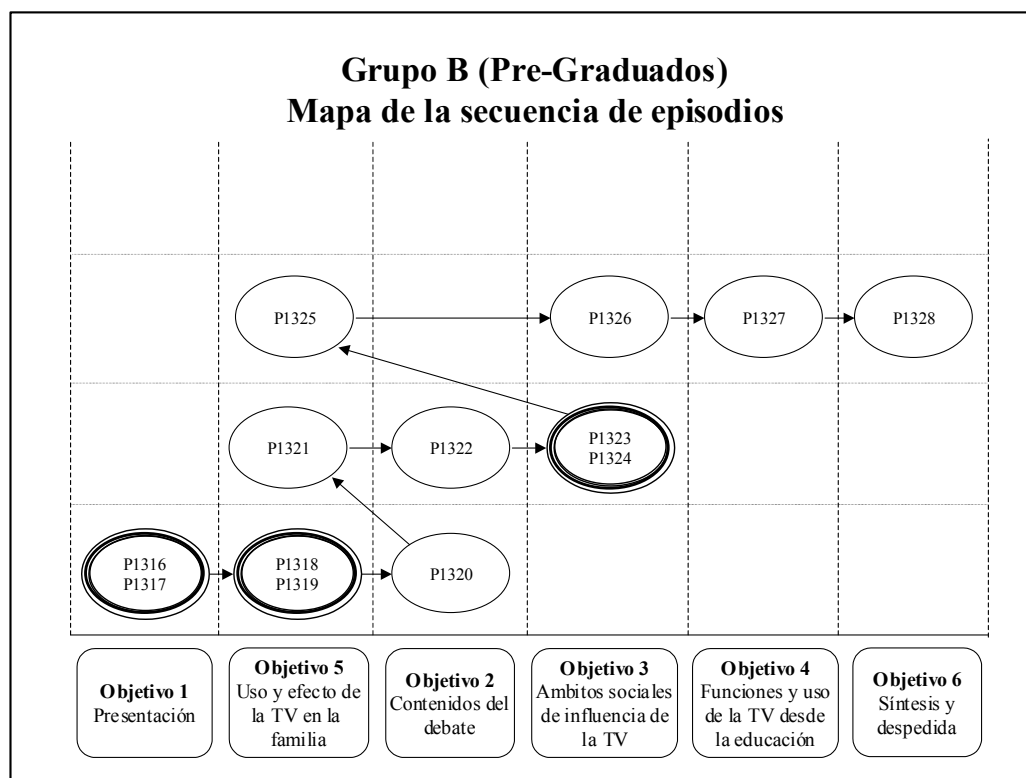 Grupo B (Pre-Graduados)
Mapa de la secuencia de episodios
P1325
P1326
P1327
P1328
P1321
P1322
P1323
P1324
P1316
P1317
P1318
P1319
P1320
Objetivo 1
Presentación
Objetivo 5
Uso y efecto de
la TV en la
familia
Objetivo 2
Contenidos del
debate
Objetivo 3
Ambitos sociales
de influencia de
la TV
Objetivo 4
Funciones y uso
de la TV desde
la educación
Objetivo 6
Síntesis y
despedida